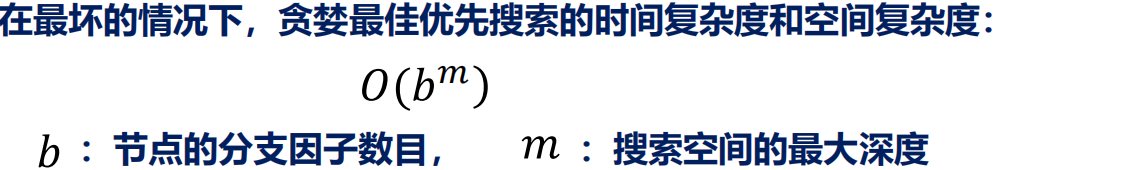 在最坏的情况下，贪婪最佳优先搜索的时间复杂度和空间复杂度：
O(b^m)
b ：节点的分支因子数目， m ：搜索空间的最大深度